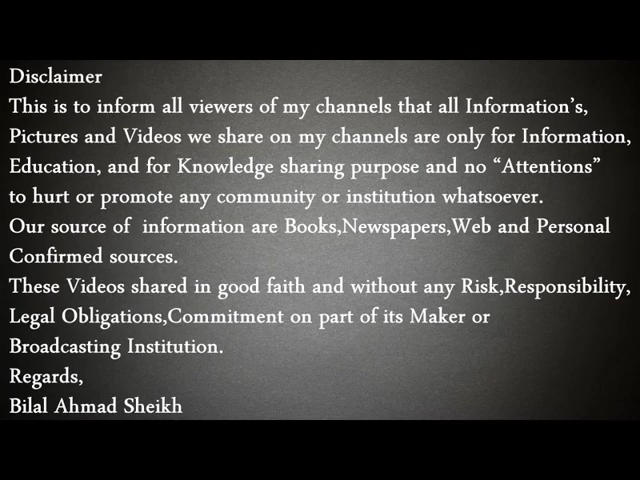 Disclaimer
This is to inform all viewers of my channels that all Information's,
Pictures and Videos we share on my channels are only for Information,
Education, and for Knowledge sharing purpose and no “Attentions”
to hurt or promote any community or institution whatsoever.
Our source of  information are Books,Newspapers,Web and Personal
Confirmed sources.
These Videos shared in good faith and without any Risk,Responsibility,
Legal Obligations,Commitment on part of its Maker or
Broadcasting Institution.
Regards,
Bilal Ahmad Sheikh